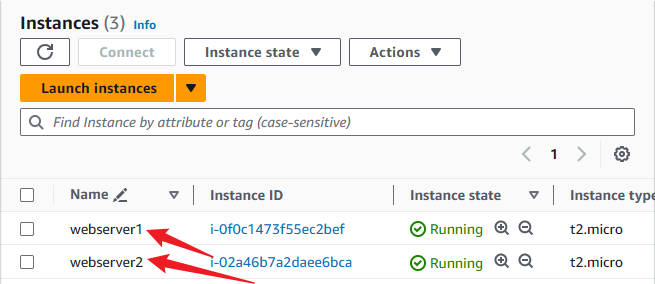 Instances (3) Info
Connect Instance state Actions
Launch instances
Find Instance by attribute or tag (case-sensitive)
1
Name Instance ID Instance state Instance type
webserver1 i-0f0c1473f55ec2bef Running t2.micro
webserver2 i-02a46b7a2daee6bca Running t2.micro